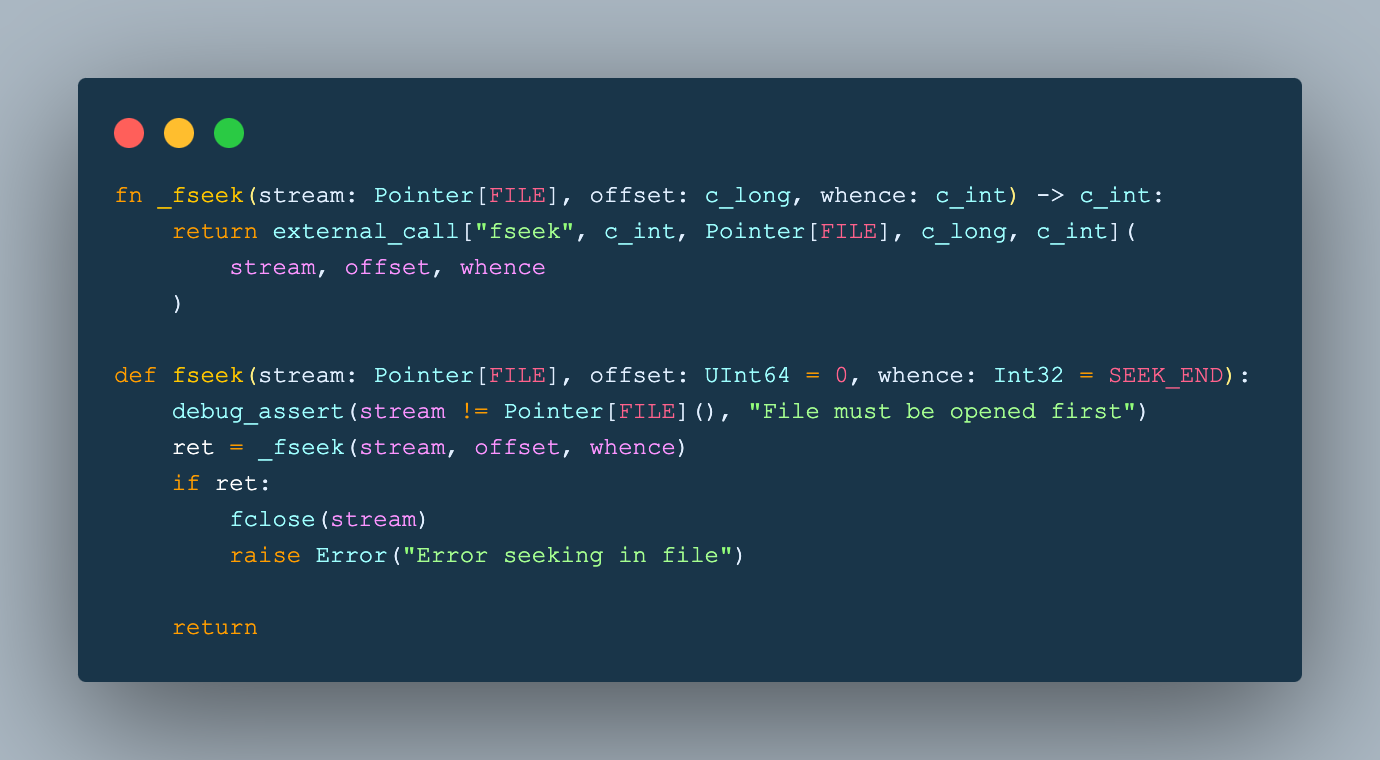 fn _fseek(stream: Pointer[FILE], offset: c_long, whence: c_int) -> c_int:
    return external_call["fseek", c_int, Pointer[FILE], c_long, c_int](
        stream, offset, whence
    )

def fseek(stream: Pointer[FILE], offset: UInt64 = 0, whence: Int32 = SEEK_END):
    debug_assert(stream != Pointer[FILE](), "File must be opened first")
    ret = _fseek(stream, offset, whence)
    if ret:
        fclose(stream)
        raise Error("Error seeking in file")

    return